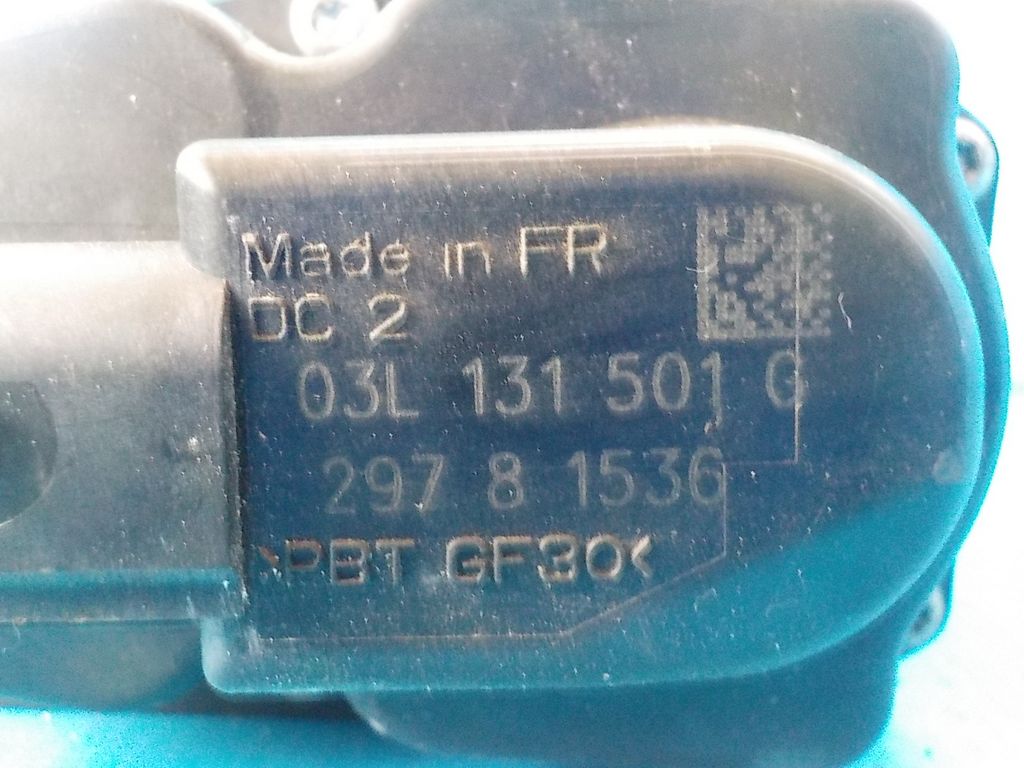 Made in FR
DC 2
03L 131 501 G
297 8 1536
>PBT GF30<